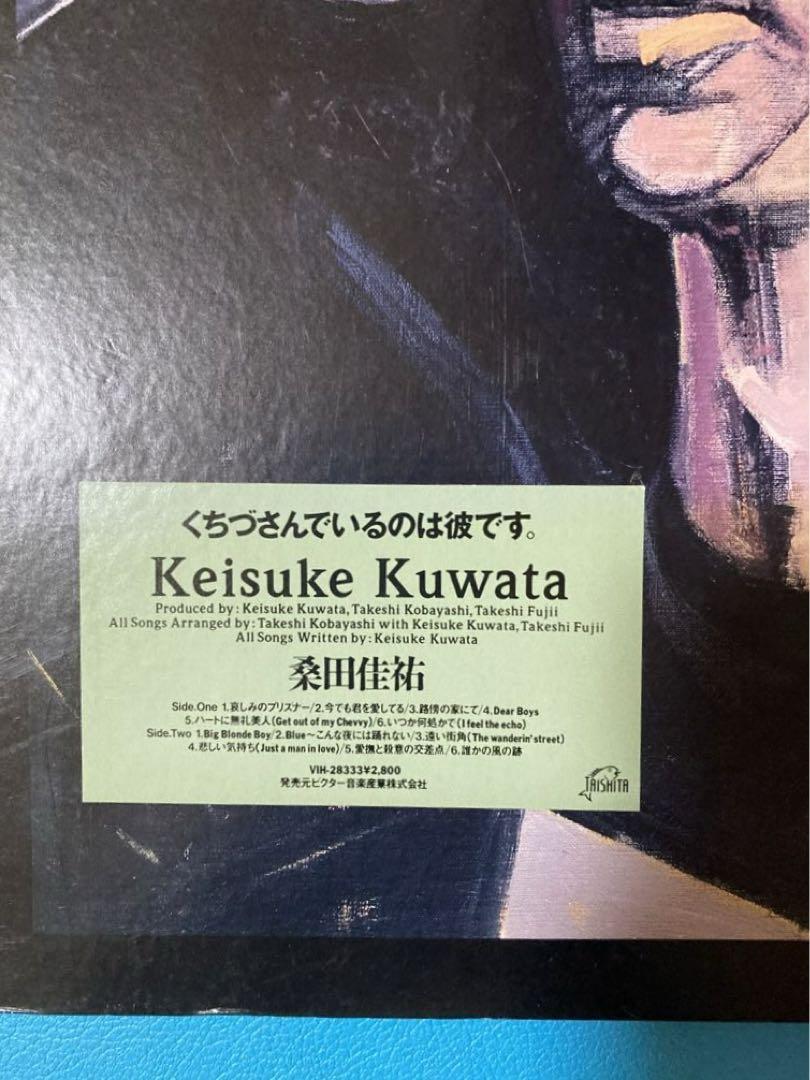 くちづさんでいるのは彼です。
Keisuke Kuwata
Produced by: Keisuke Kuwata, Takeshi Kobayashi, Takeshi Fujii
All Songs Arranged by: Takeshi Kobayashi with Keisuke Kuwata, Takeshi Fujii
All Songs Written by: Keisuke Kuwata
桑田佳祐
Side.One 1.哀しみのプリズナー/2.今でも君を愛してる/3.路傍の家にて/4.Dear Boys
5.ハートに無礼美人(Get out of my Chevvy)/6.いつか何処かで(I feel the echo)
Side.Two 1.Big Blonde Boy/2.Blue～こんな夜には踊れない/3.遠い街角(The wanderin' street)
4.悲しい気持ち(Just a man in love)/5.愛撫と殺意の交差点/6.誰かの風の跡
VIH-28333¥2,800
発売元ビクター音楽産業株式会社
TAISHITA